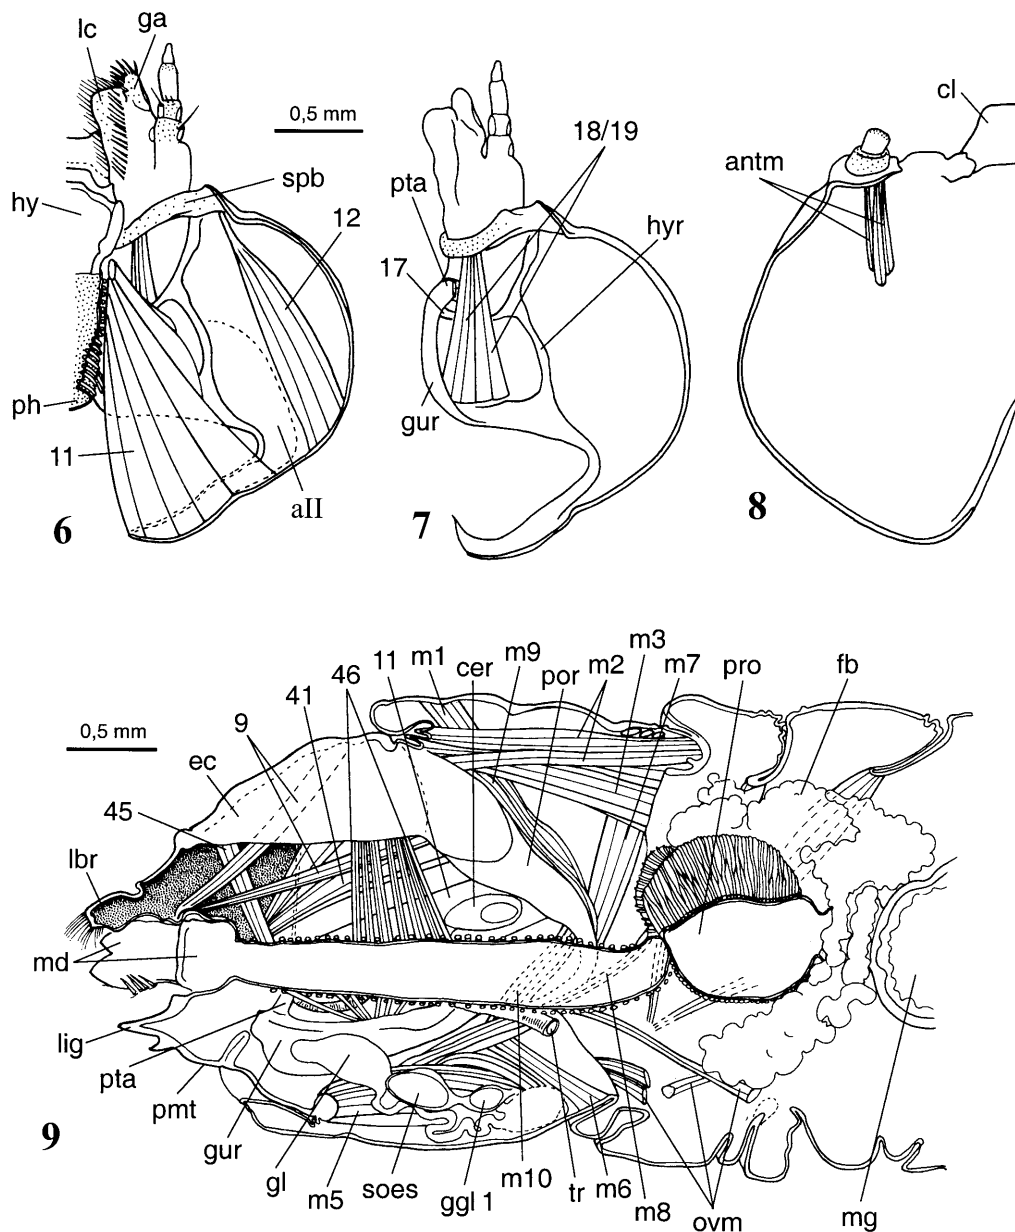 lc
ga
0,5 mm
hy
spb
12
ph
11
aII
6
18/19
pta
hyr
17
gur
7
cl
antm
8
0,5 mm
9
41
46
11
m1
cer
m9
por
m3
m2
m7
pro
fb
ec
45
lbr
md
lig
pta
pmt
gur
gl
m5
soes
ggl 1
m10
tr
m6
m8
ovm
mg
9